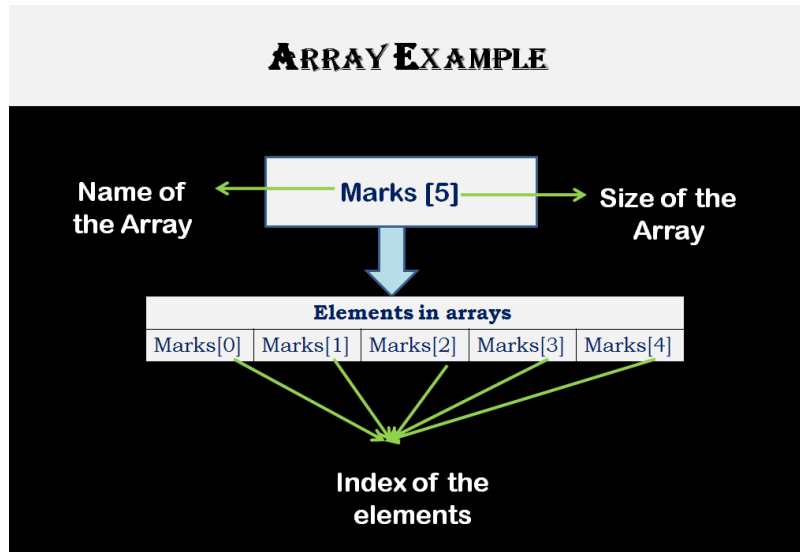 ARRAY EXAMPLE
Marks [5]
Name of
the Array
Size of the
Array
Elements in arrays
Marks[0] Marks[1] Marks[2] Marks[3] Marks[4]
Index of the
elements